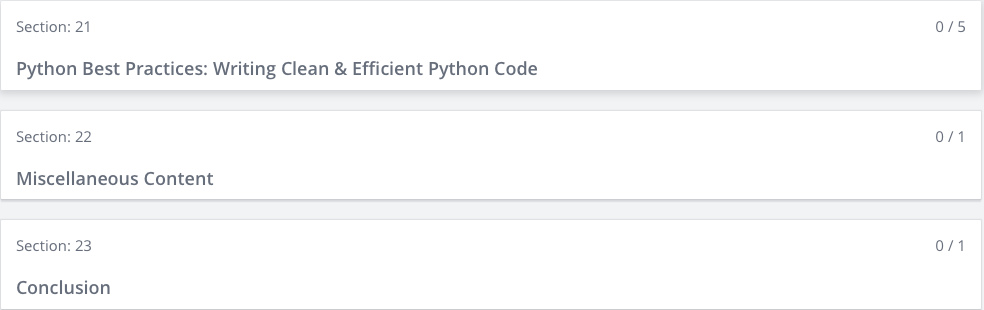 Section: 21 0 / 5
Python Best Practices: Writing Clean & Efficient Python Code
Section: 22 0 / 1
Miscellaneous Content
Section: 23 0 / 1
Conclusion